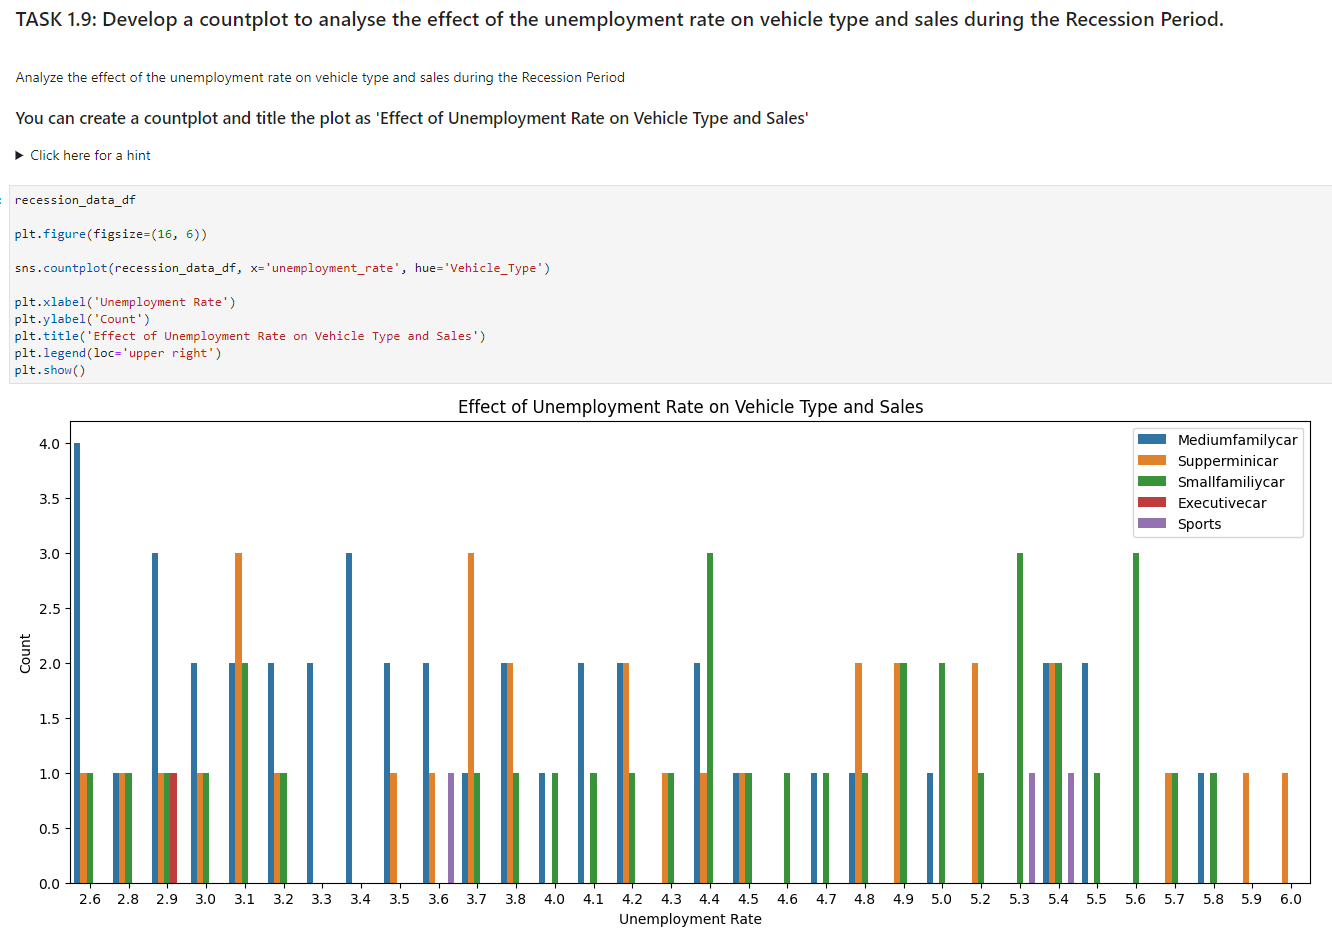 TASK 1.9: Develop a countplot to analyse the effect of the unemployment rate on vehicle type and sales during the Recession Period.
Analyze the effect of the unemployment rate on vehicle type and sales during the Recession Period
You can create a countplot and title the plot as 'Effect of Unemployment Rate on Vehicle Type and Sales'
Click here for a hint
recession_data_df
plt.figure(figsize=(16, 6))
sns.countplot(recession_data_df, x='unemployment_rate', hue='Vehicle_Type')
plt.xlabel('Unemployment Rate')
plt.ylabel('Count')
plt.title('Effect of Unemployment Rate on Vehicle Type and Sales')
plt.legend(loc='upper right')
plt.show()
Effect of Unemployment Rate on Vehicle Type and Sales
Mediumfamilycar
Supperminicar
Smallfamiliycar
Executivecar
Sports
4.0
3.5
3.0
2.5
2.0
1.5
1.0
0.5
0.0
Count
2.6 2.8 2.9 3.0 3.1 3.2 3.3 3.4 3.5 3.6 3.7 3.8 4.0 4.1 4.2 4.3 4.4 4.5 4.6 4.7 4.8 4.9 5.0 5.2 5.3 5.4 5.5 5.6 5.7 5.8 5.9 6.0
Unemployment Rate